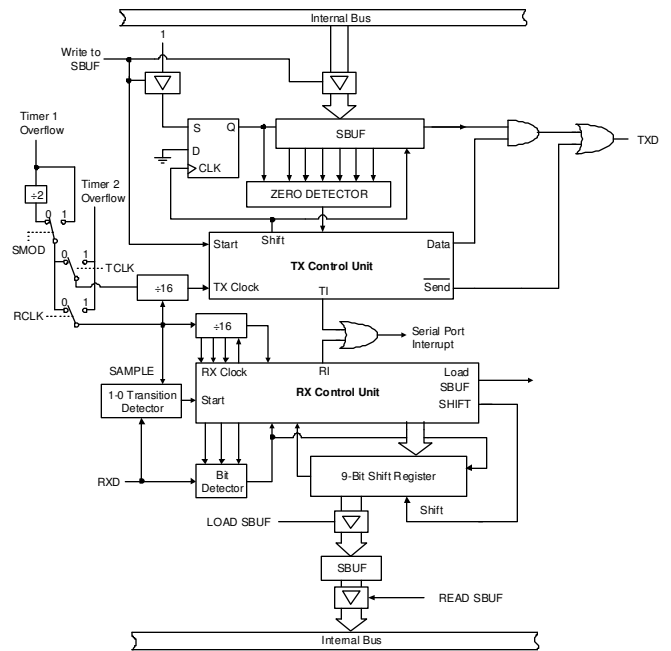 Internal Bus
1
Write to
SBUF
S
Q
D
CLK
SBUF
TXD
Timer 1
Overflow
Timer 2
Overflow
÷2
ZERO DETECTOR
0 1
SMOD
0 1
TCLK
Start
Shift
Data
TX Control Unit
÷16
TX Clock
TI
Send
0 1
RCLK
÷16
Serial Port
Interrupt
SAMPLE
RX Clock
RI
Load
SBUF
1-0 Transition
Detector
Start
RX Control Unit
SHIFT
RXD
Bit
Detector
9-Bit Shift Register
Shift
LOAD SBUF
SBUF
READ SBUF
Internal Bus